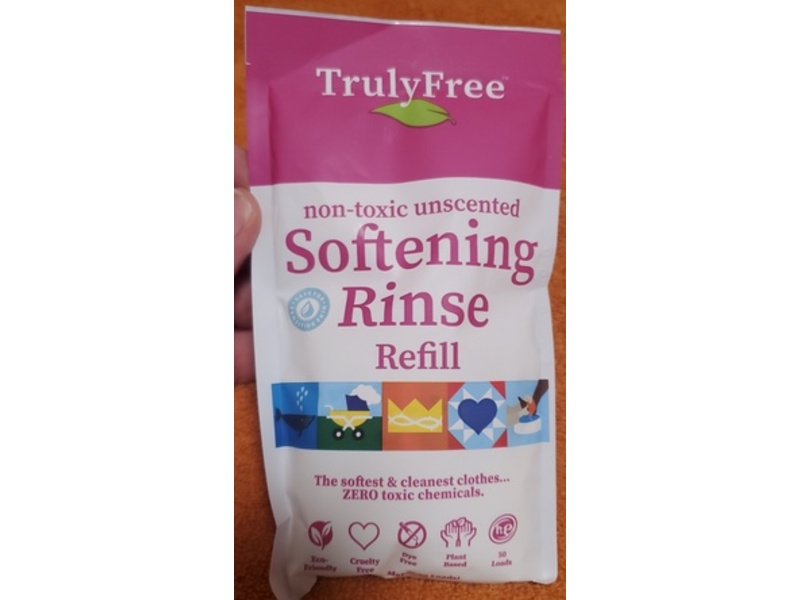 TrulyFree
non-toxic unscented
Softening
Rinse
Refill
The softest & cleanest clothes...
ZERO toxic chemicals.
he
Eco-
Friendly
Cruelty
Free
Dye
Free
Plant
Based
50
Loads